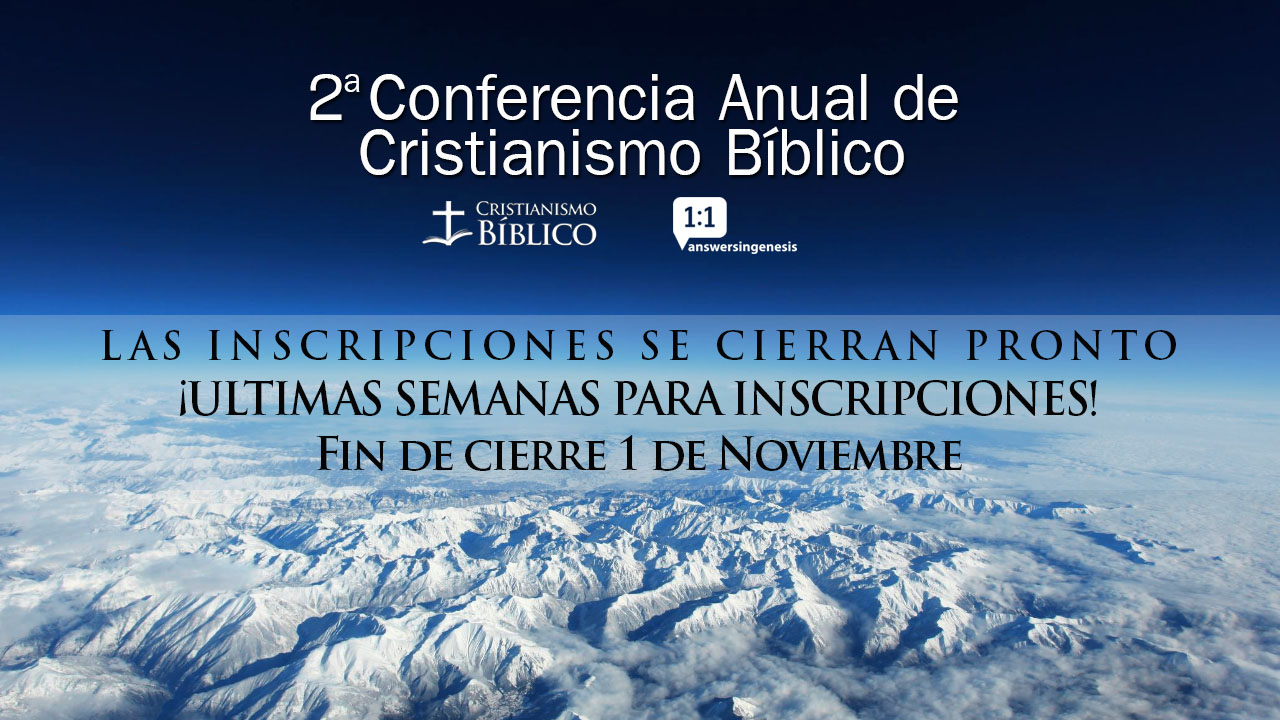 2ª Conferencia Anual de
Cristianismo Bíblico
CRISTIANISMO
BÍBLICO
1:1
answersingenesis
LAS INSCRIPCIONES SE CIERRAN PRONTO
¡ULTIMAS SEMANAS PARA INSCRIPCIONES!
FIN DE CIERRE 1 DE NOVIEMBRE